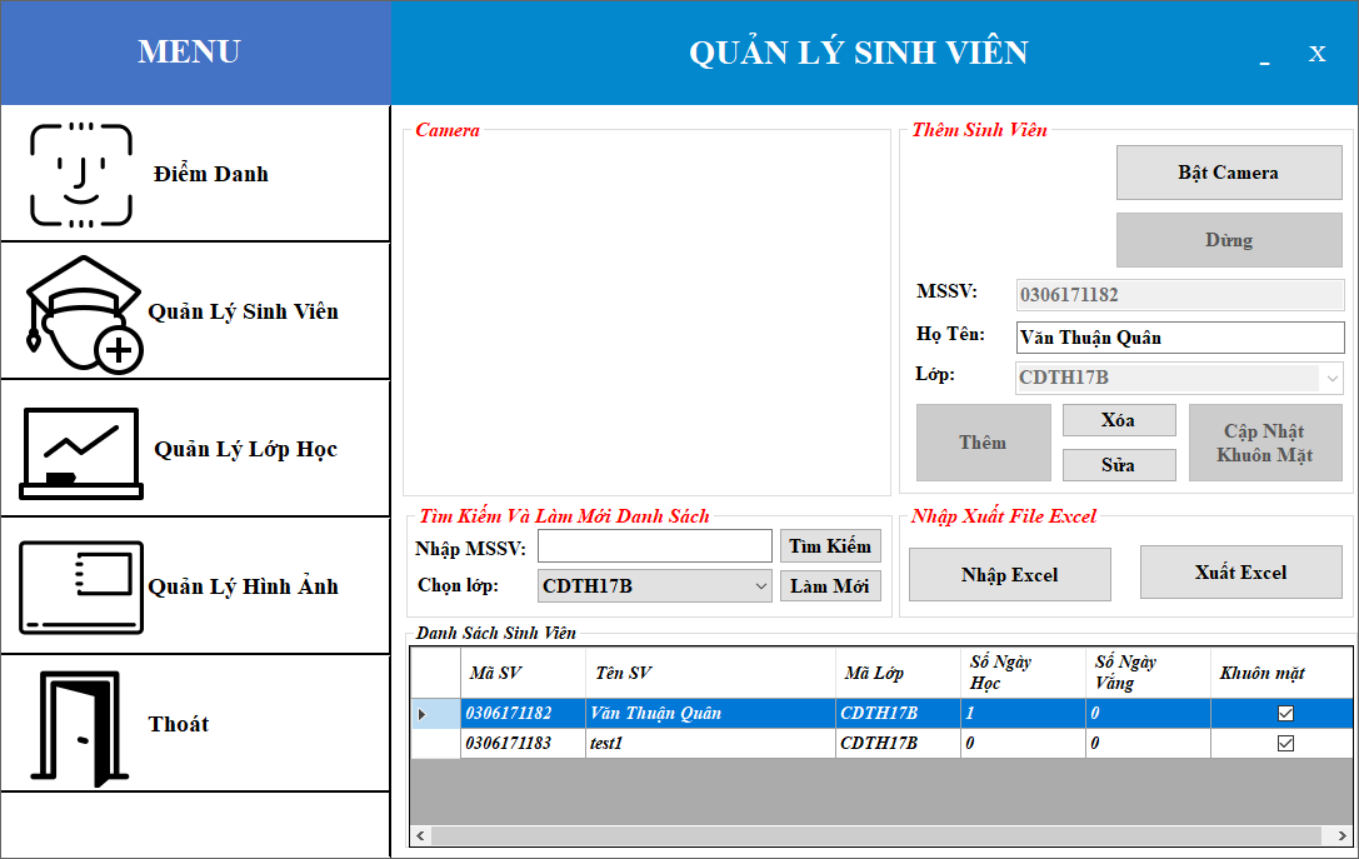 MENU
QUẢN LÝ SINH VIÊN
_ X
Điểm Danh
Quản Lý Sinh Viên
Quản Lý Lớp Học
Quản Lý Hình Ảnh
Thoát
Camera
Thêm Sinh Viên
Bật Camera
Dừng
MSSV: 0306171182
Họ Tên: Văn Thuận Quân
Lớp: CDTH17B
Thêm
Xóa
Sửa
Cập Nhật
Khuôn Mặt
Tìm Kiếm Và Làm Mới Danh Sách
Nhập MSSV: Tìm Kiếm
Chọn lớp: CDTH17B Làm Mới
Nhập Xuất File Excel
Nhập Excel Xuất Excel
Danh Sách Sinh Viên
Mã SV Tên SV Mã Lớp Số Ngày Học Số Ngày Vắng Khuôn mặt
0306171182 Văn Thuận Quân CDTH17B 1 0
0306171183 test1 CDTH17B 0 0